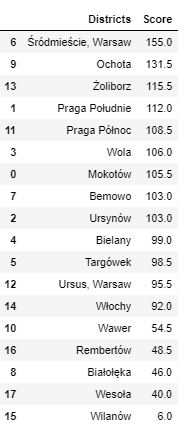 Districts Score
6 Śródmieście, Warsaw 155.0
9 Ochota 131.5
13 Żoliborz 115.5
1 Praga Południe 112.0
11 Praga Północ 108.5
3 Wola 106.0
0 Mokotów 105.5
7 Bemowo 103.0
2 Ursynów 103.0
4 Bielany 99.0
5 Targówek 98.5
12 Ursus, Warsaw 95.5
14 Włochy 92.0
10 Wawer 54.5
16 Rembertów 48.5
8 Białołęka 46.0
17 Wesoła 40.0
15 Wilanów 6.0